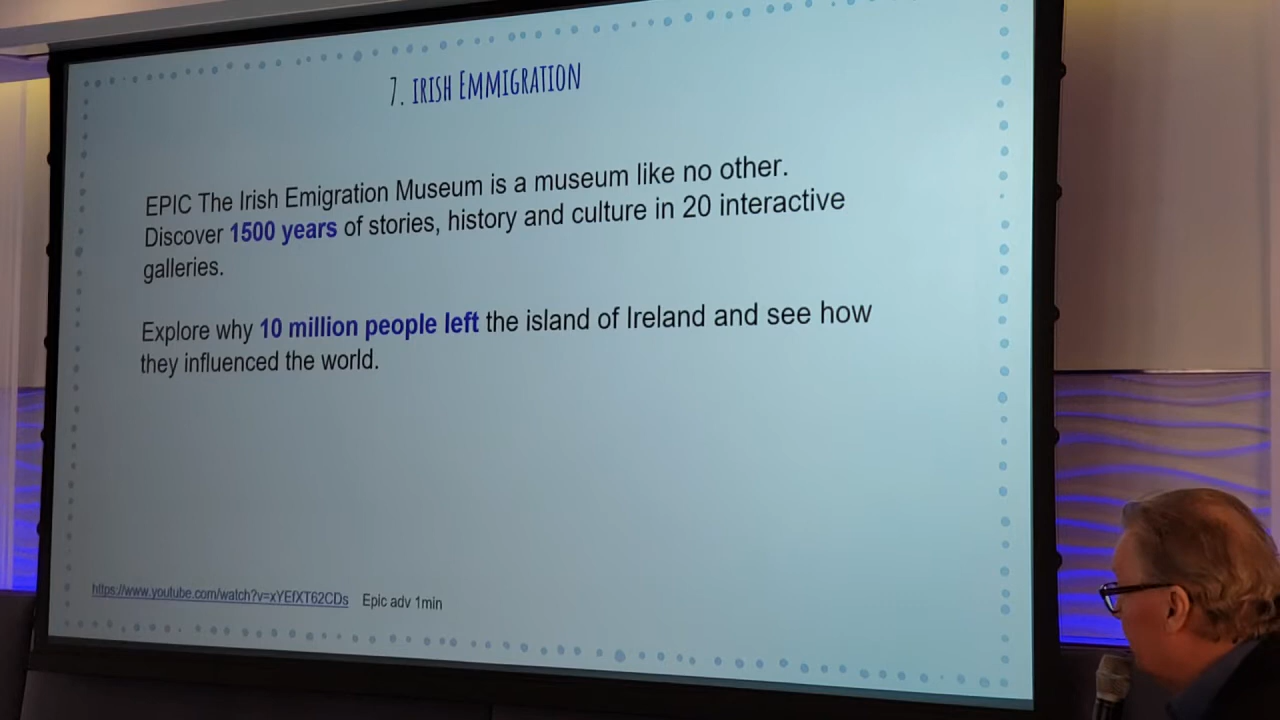 7. IRISH EMMIGRATION
EPIC The Irish Emigration Museum is a museum like no other.
Discover 1500 years of stories, history and culture in 20 interactive
galleries.
Explore why 10 million people left the island of Ireland and see how
they influenced the world.
https://www.youtube.com/watch?v=xYEfXT62CDs Epic adv 1min